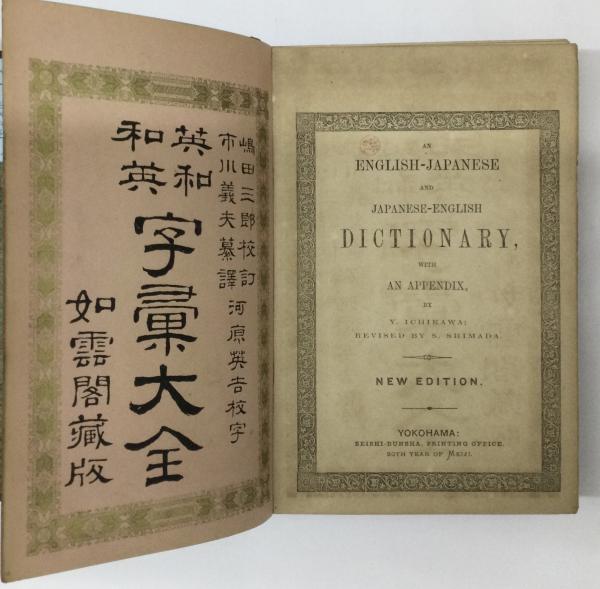 嶋田三郎校訂
市川義夫纂譯 河原英吉校字
英和
和英
字彙大全
如雲閣藏版
AN
ENGLISH-JAPANESE
AND
JAPANESE-ENGLISH
DICTIONARY,
WITH
AN APPENDIX,
BY
Y. ICHIKAWA;
REVISED BY S. SHIMADA.
NEW EDITION.
YOKOHAMA:
SEISHI-BUNSHA, PRINTING OFFICE.
20TH YEAR OF MEIJI.